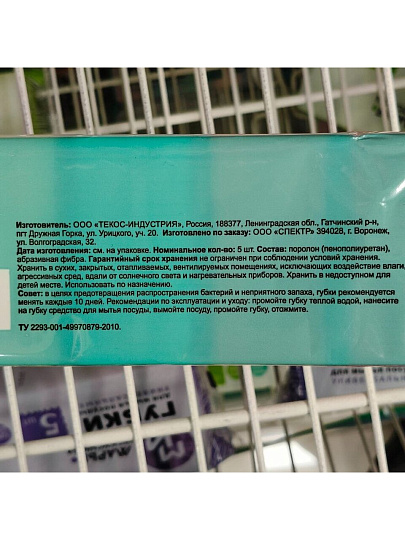 Изготовитель: ООО «ТЕКОС-ИНДУСТРИЯ», Россия, 188377, Ленинградская обл., Гатчинский р-н,
пгт Дружная Горка, ул. Урицкого, уч. 20. Изготовлено по заказу: ООО «СПЕКТР» 394028, г. Воронеж,
ул. Волгоградская, 32.
Дата изготовления: см. на упаковке. Номинальное кол-во: 5 шт. Состав: поролон (пенополиуретан),
абразивная фибра. Гарантийный срок хранения не ограничен при соблюдении условий хранения.
Хранить в сухих, закрытых, отапливаемых, вентилируемых помещениях, исключающих воздействие влаги,
агрессивных сред, вдали от солнечного света и нагревательных приборов, в недоступном для
детей месте. Использовать по назначению.
Совет: в целях предотвращения распространения бактерий и неприятного запаха, губки рекомендуется
менять каждые 10 дней. Рекомендации по эксплуатации и уходу: промойте губку теплой водой, нанесите
на губку средство для мытья посуды, вымойте посуду, промойте губку, отожмите.
ТУ 2293-001-49970879-2010.
ГУБКИ
5 шт